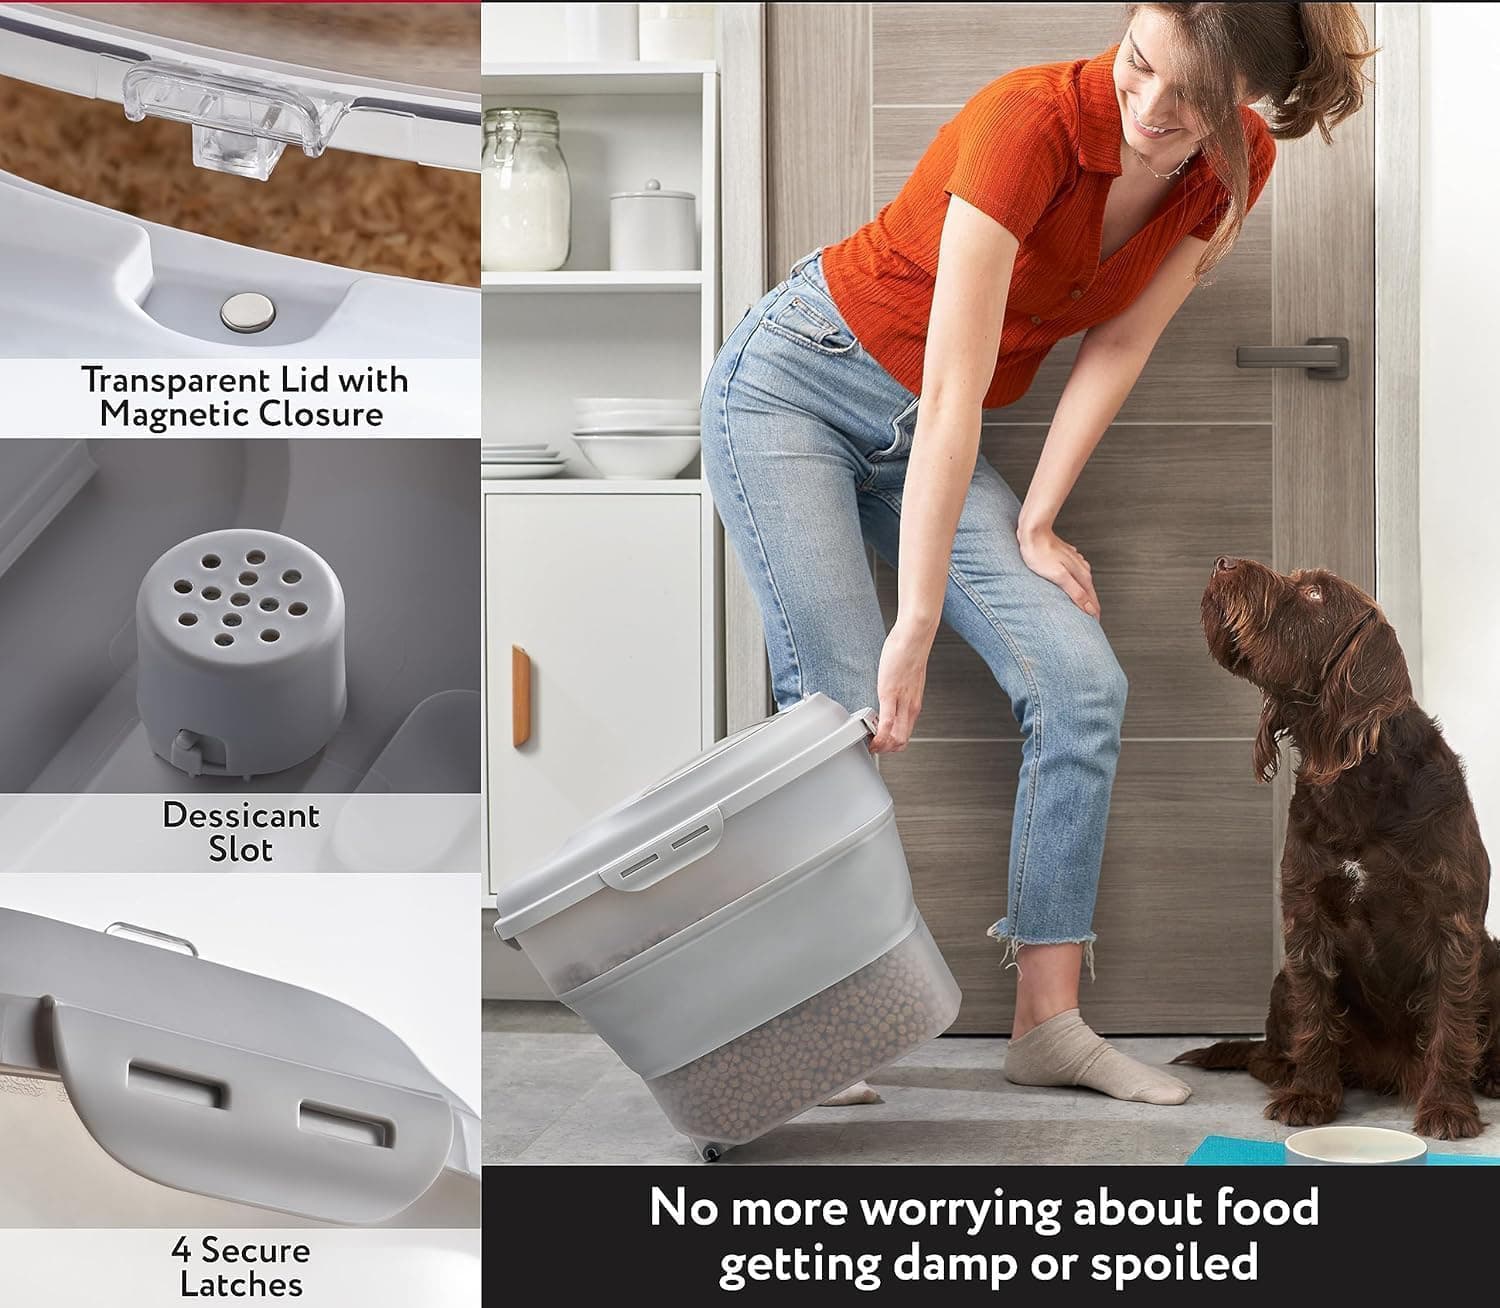 Transparent Lid with
Magnetic Closure
Dessicant
Slot
4 Secure
Latches
No more worrying about food
getting damp or spoiled